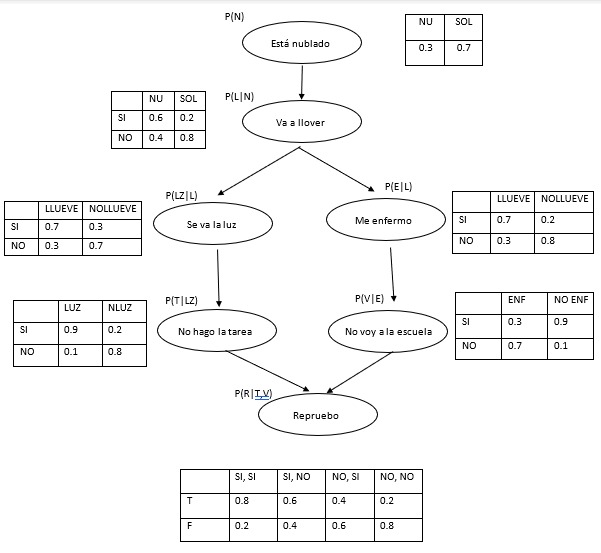 P(N)
Está nublado
NU SOL
0.3 0.7
P(L|N)
Va a llover
NU SOL
SI 0.6 0.2
NO 0.4 0.8
P(LZ|L)
Se va la luz
LLUEVE NOLLUEVE
SI 0.7 0.3
NO 0.3 0.7
P(E|L)
Me enfermo
LLUEVE NOLLUEVE
SI 0.7 0.2
NO 0.3 0.8
P(T|LZ)
No hago la tarea
LUZ NLUZ
SI 0.9 0.2
NO 0.1 0.8
P(V|E)
No voy a la escuela
ENF NO ENF
SI 0.3 0.9
NO 0.7 0.1
P(R|T,V)
Repruebo
SI, SI SI, NO NO, SI NO, NO
T 0.8 0.6 0.4 0.2
F 0.2 0.4 0.6 0.8